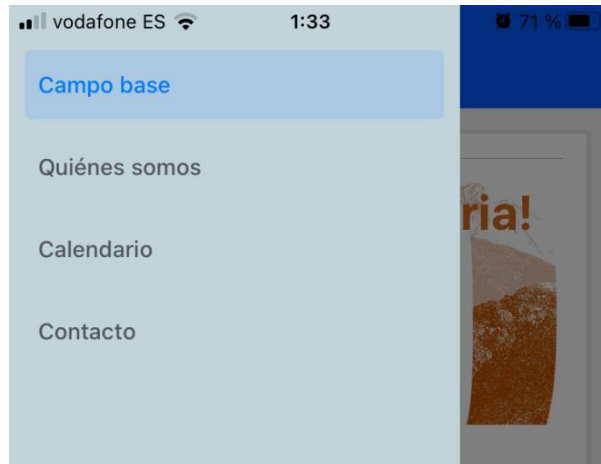 vodafone ES 1:33 71 %
Campo base
Quiénes somos
ria!
Calendario
Contacto